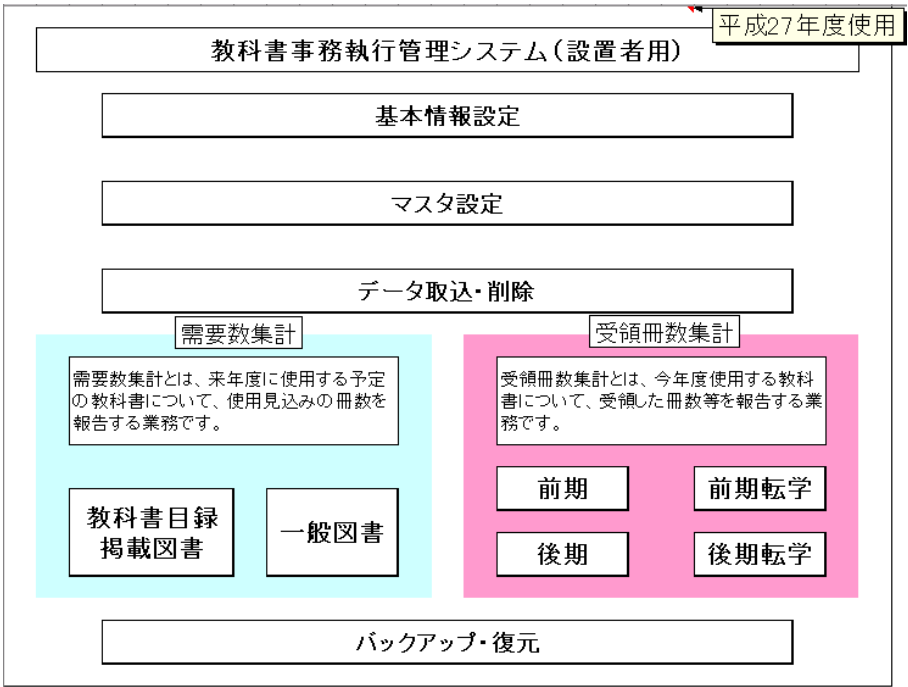 平成27年度使用
教科書事務執行管理システム(設置者用)
基本情報設定
マスタ設定
データ取込・削除
需要数集計
需要数集計とは、来年度に使用する予定
の教科書について、使用見込みの冊数を
報告する業務です。
教科書目録
掲載図書
一般図書
受領冊数集計
受領冊数集計とは、今年度使用する教科
書について、受領した冊数等を報告する業
務です。
前期
前期転学
後期
後期転学
バックアップ・復元